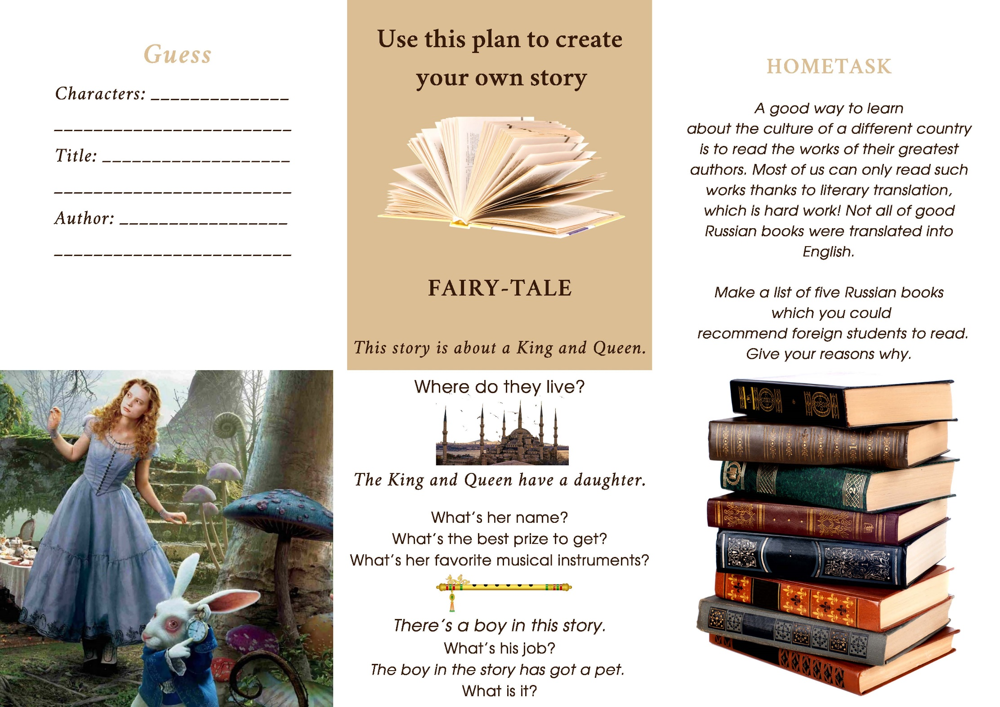 Guess
Characters: ______________
________________________
Title: ___________________
________________________
Author: _________________
________________________
Use this plan to create
your own story
FAIRY-TALE
This story is about a King and Queen.
Where do they live?
The King and Queen have a daughter.
What's her name?
What's the best prize to get?
What's her favorite musical instruments?
There's a boy in this story.
What's his job?
The boy in the story has got a pet.
What is it?
HOMETASK
A good way to learn
about the culture of a different country
is to read the works of their greatest
authors. Most of us can only read such
works thanks to literary translation,
which is hard work! Not all of good
Russian books were translated into
English.
Make a list of five Russian books
which you could
recommend foreign students to read.
Give your reasons why.
1
2